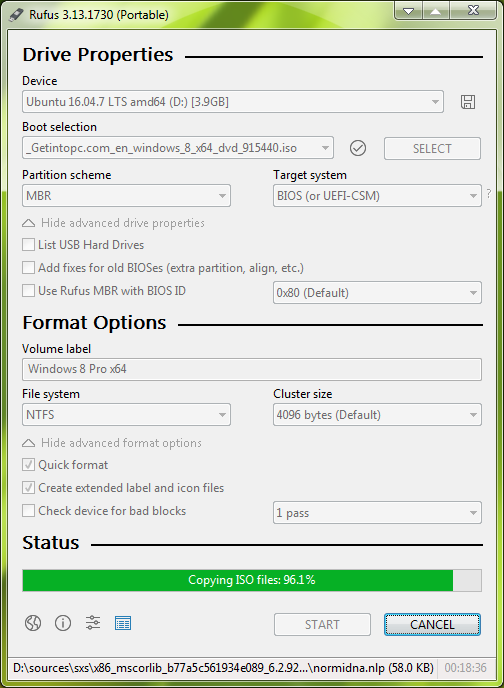 Rufus 3.13.1730 (Portable)
Drive Properties
Device
Ubuntu 16.04.7 LTS amd64 (D:) [3.9GB]
Boot selection
_Getintopc.com_en_windows_8_x64_dvd_915440.iso
SELECT
Partition scheme
Target system
MBR
BIOS (or UEFI-CSM)
?
Hide advanced drive properties
List USB Hard Drives
Add fixes for old BIOSes (extra partition, align, etc.)
Use Rufus MBR with BIOS ID
0x80 (Default)
Format Options
Volume label
Windows 8 Pro x64
File system
Cluster size
NTFS
4096 bytes (Default)
Hide advanced format options
Quick format
Create extended label and icon files
Check device for bad blocks
1 pass
Status
Copying ISO files: 96.1%
START
CANCEL
D:\sources\sxs\x86_mscorlib_b77a5c561934e089_6.2.92...\normidna.nlp (58.0 KB)
00:18:36